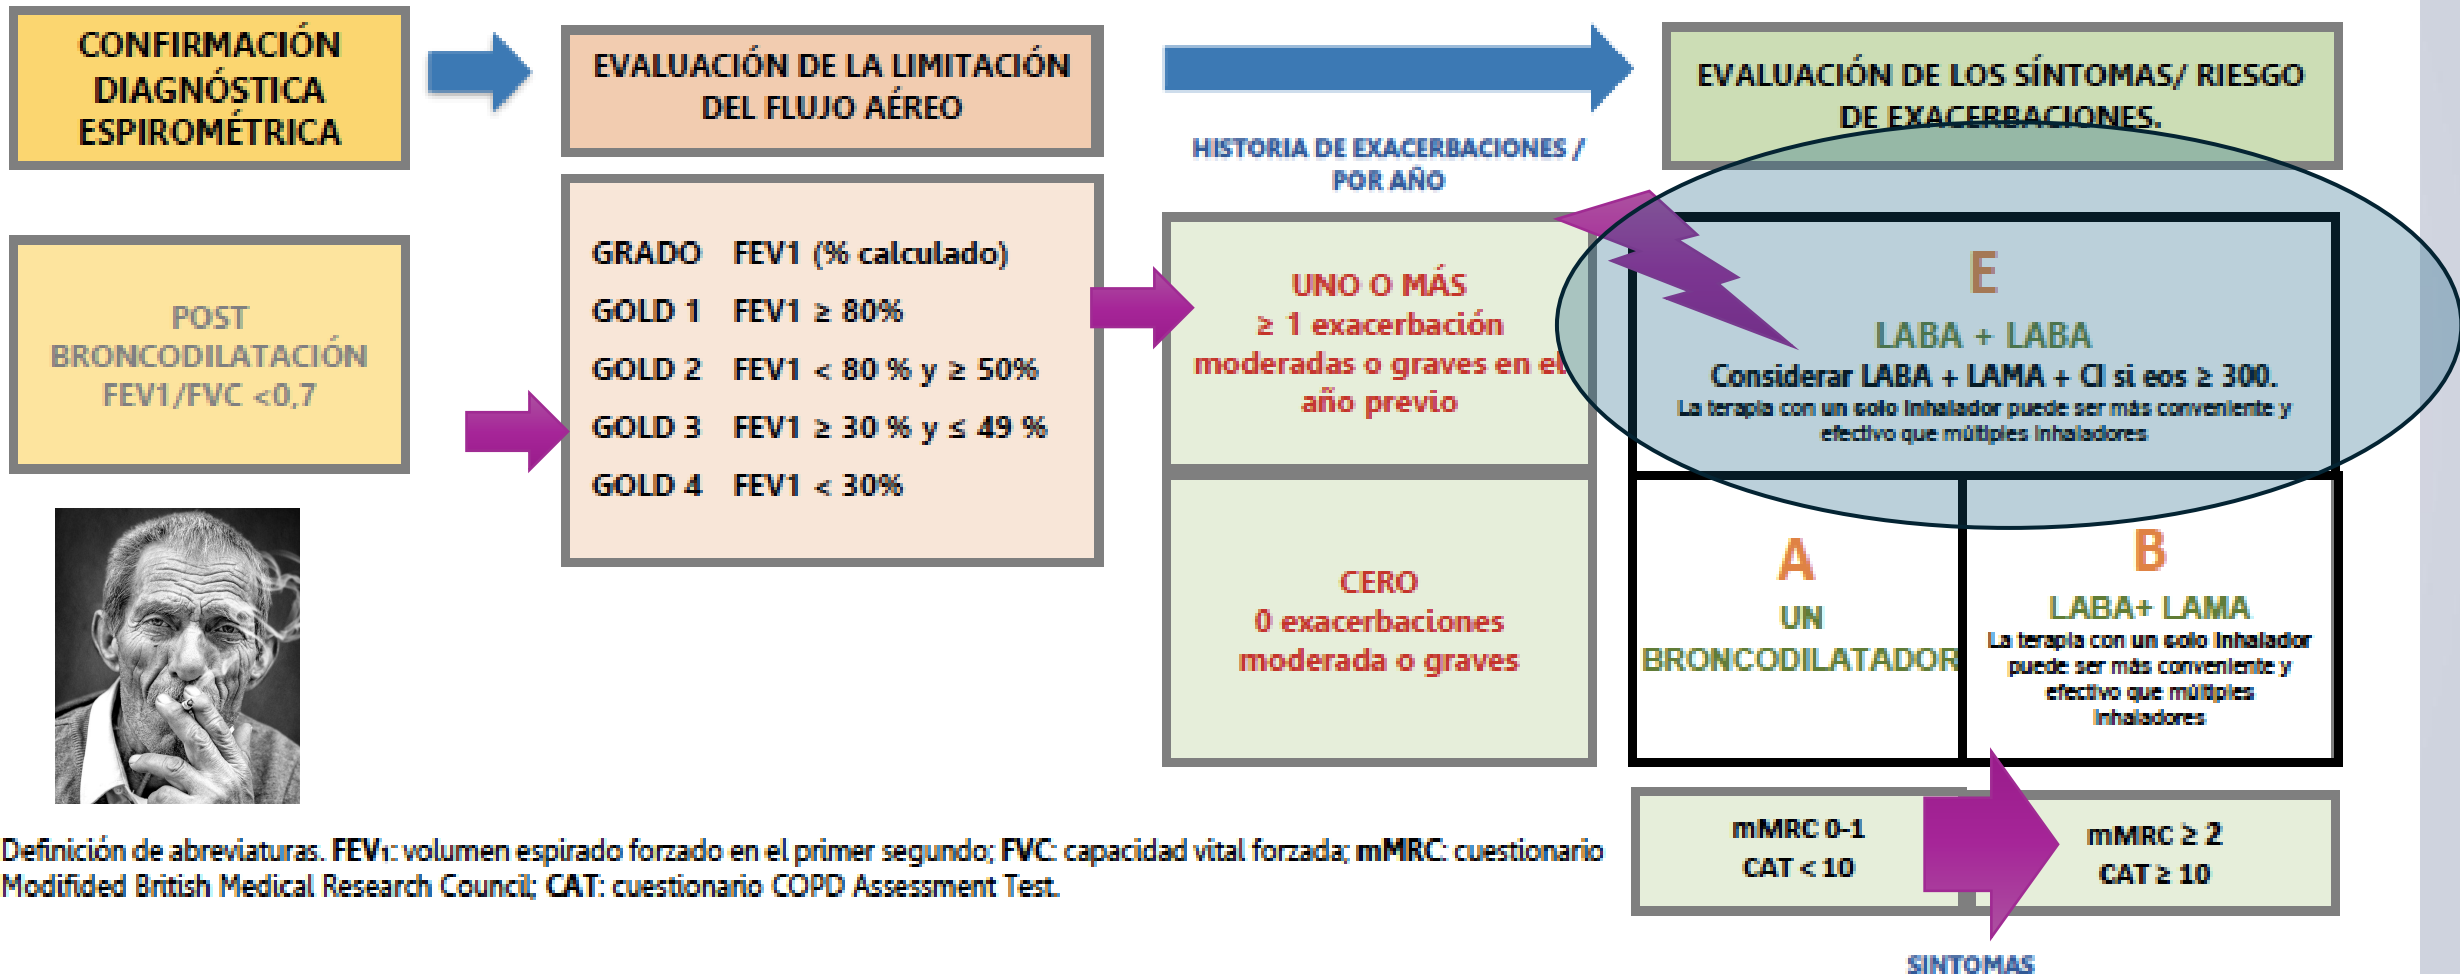 CONFIRMACIÓN
DIAGNÓSTICA
ESPIROMÉTRICA
EVALUACIÓN DE LA LIMITACIÓN
DEL FLUJO AÉREO
HISTORIA DE EXACERBACIONES /
POR AÑO
EVALUACIÓN DE LOS SÍNTOMAS/ RIESGO
DE EXACERBACIONES.
POST
BRONCODILATACIÓN
FEV1/FVC <0,7
GRADO FEV1 (% calculado)
GOLD 1 FEV1 ≥ 80%
GOLD 2 FEV1 < 80 % y ≥ 50%
GOLD 3 FEV1 ≥ 30 % y ≤ 49 %
GOLD 4 FEV1 < 30%
UNO O MÁS
≥ 1 exacerbación
moderadas o graves en el
año previo
E
LABA + LABA
Considerar LABA + LAMA + CI si eos ≥ 300.
La terapia con un solo inhalador puede ser más conveniente y
efectivo que múltiples inhaladores
CERO
0 exacerbaciones
moderada o graves
A
UN
BRONCODILATADOR
B
LABA+ LAMA
La terapia con un solo inhalador
puede ser más conveniente y
efectivo que múltiples
inhaladores
mMRC 0-1
CAT < 10
mMRC ≥ 2
CAT ≥ 10
SINTOMAS
Definición de abreviaturas. FEV₁: volumen espirado forzado en el primer segundo; FVC: capacidad vital forzada; mMRC: cuestionario
Modifided British Medical Research Council; CAT: cuestionario COPD Assessment Test.